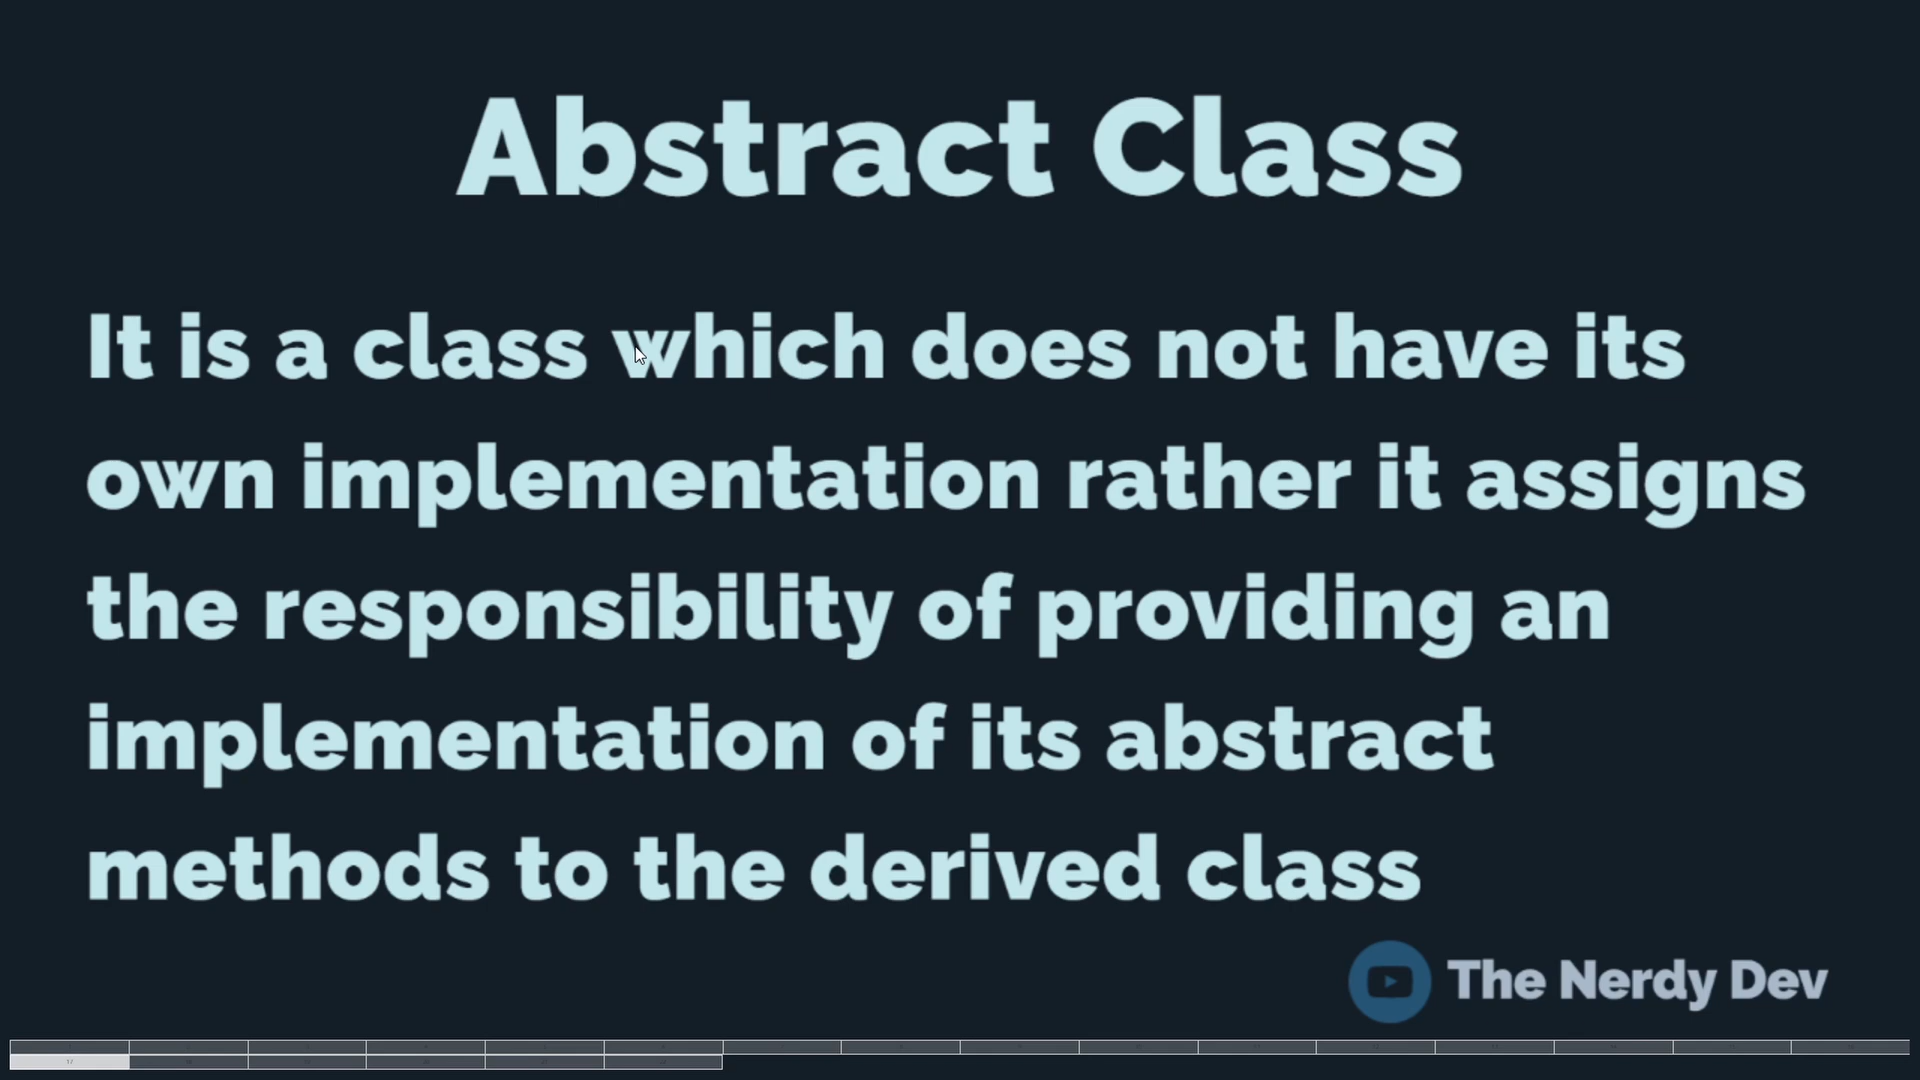 Abstract Class
It is a class which does not have its
own implementation rather it assigns
the responsibility of providing an
implementation of its abstract
methods to the derived class
The Nerdy Dev
17